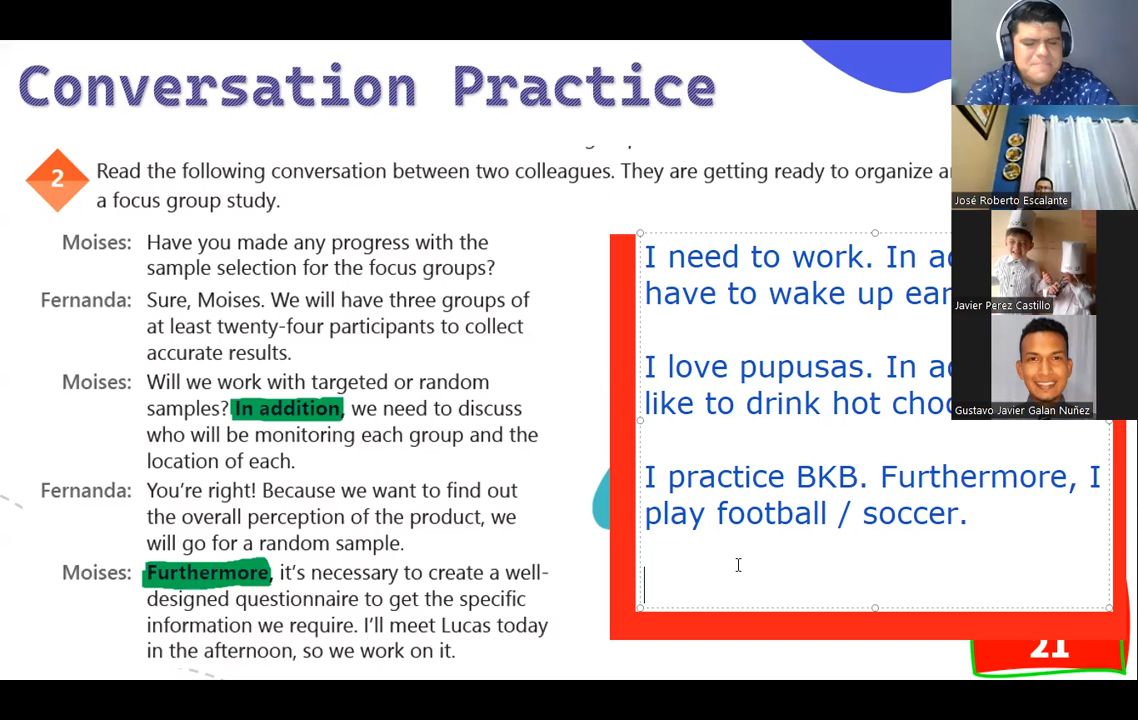 Conversation Practice
2
Read the following conversation between two colleagues. They are getting ready to organize
a focus group study.
Moises: Have you made any progress with the
sample selection for the focus groups?
Fernanda: Sure, Moises. We will have three groups of
at least twenty-four participants to collect
accurate results.
Moises: Will we work with targeted or random
samples? In addition, we need to discuss
who will be monitoring each group and the
location of each.
Fernanda: You're right! Because we want to find out
the overall perception of the product, we
will go for a random sample.
Moises: Furthermore, it's necessary to create a well-
designed questionnaire to get the specific
information we require. I'll meet Lucas today
in the afternoon, so we work on it.
I need to work. In
have to wake up
I love pupusas. In
like to drink hot
I practice BKB. Furthermore, I
play football / soccer.
21
José Roberto Escalante
Javier Perez Castillo
Gustavo Javier Galan Nuñez